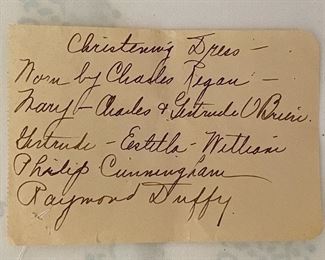 Christening Dress —
Worn by Charles Regan —
Mary — Charles & Gertrude O'Brien.
Gertrude — Estella — William
Philip Cunningham
Raymond Duffy.